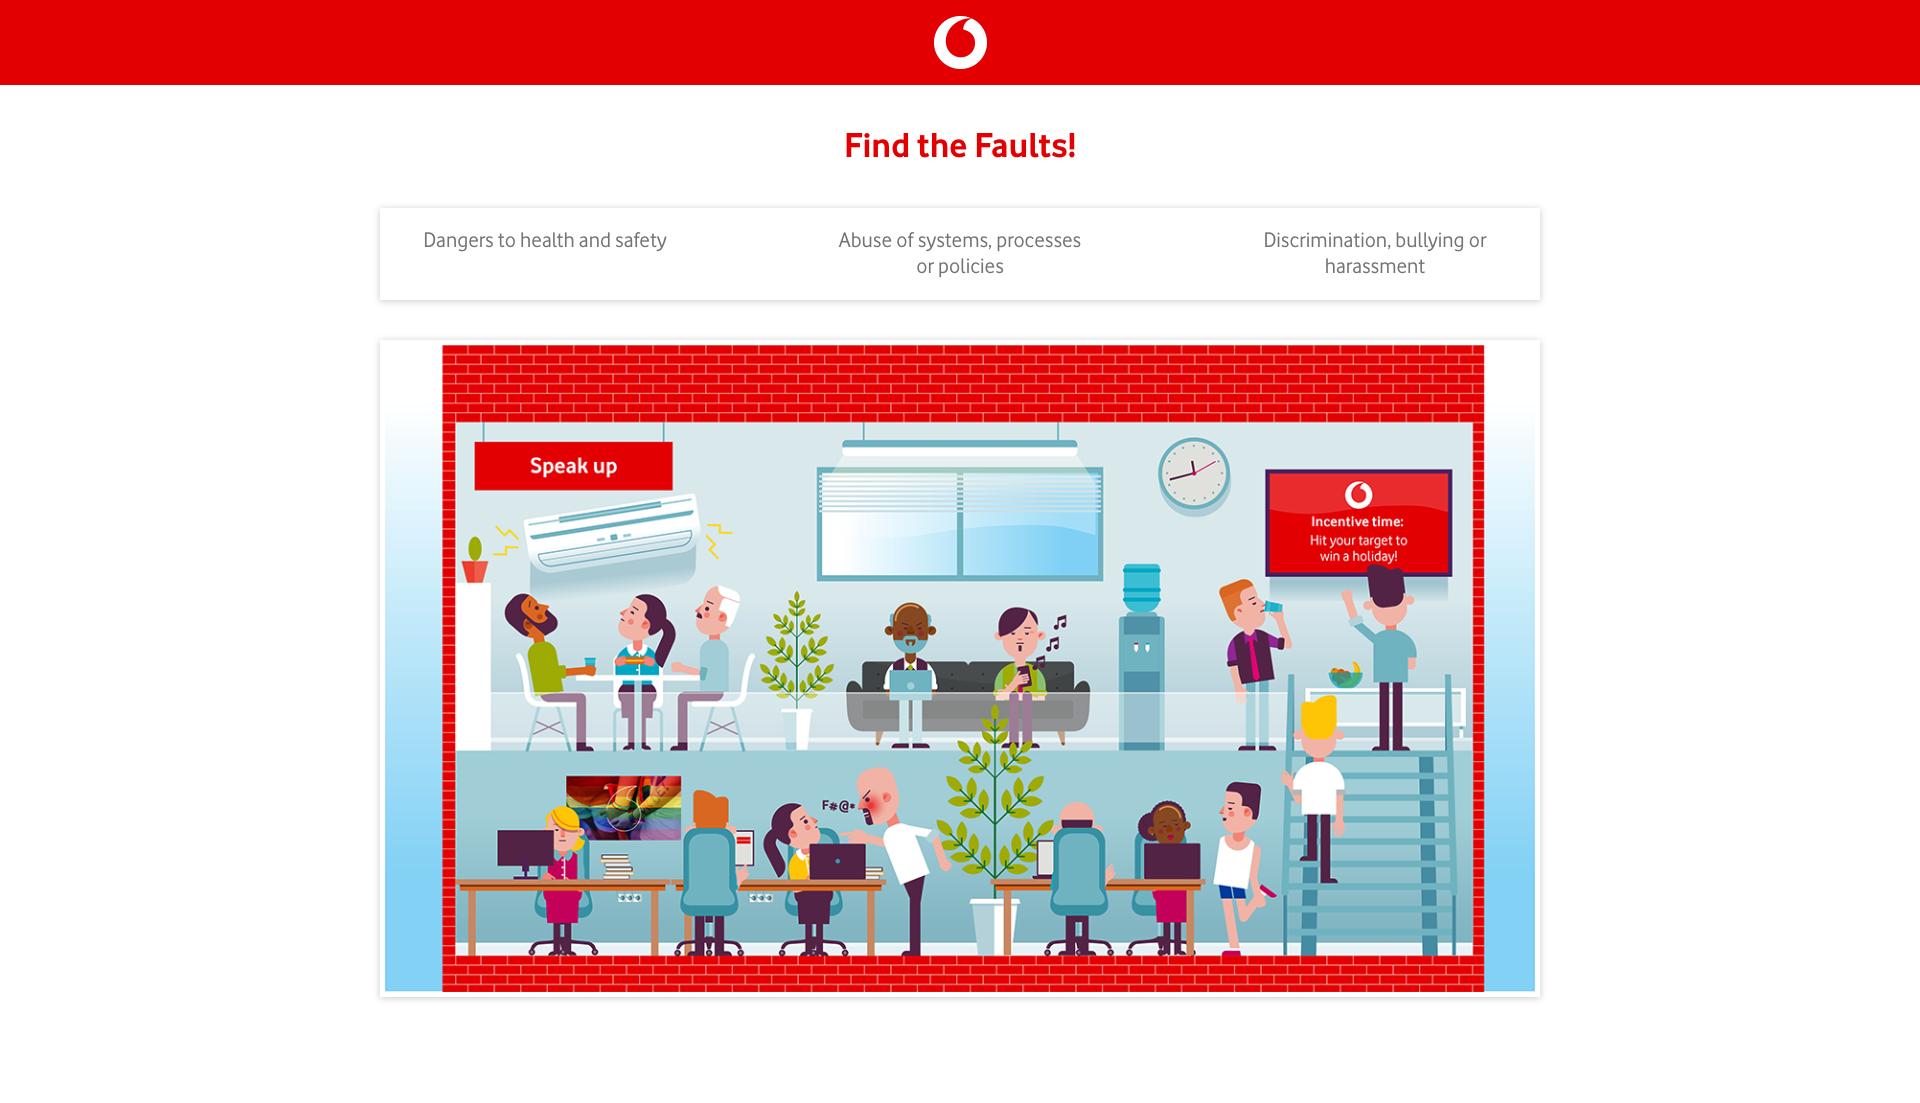 Find the Faults!
Dangers to health and safety
Abuse of systems, processes
or policies
Discrimination, bullying or
harassment
Speak up
Incentive time:
Hit your target to
win a holiday!
F#@*